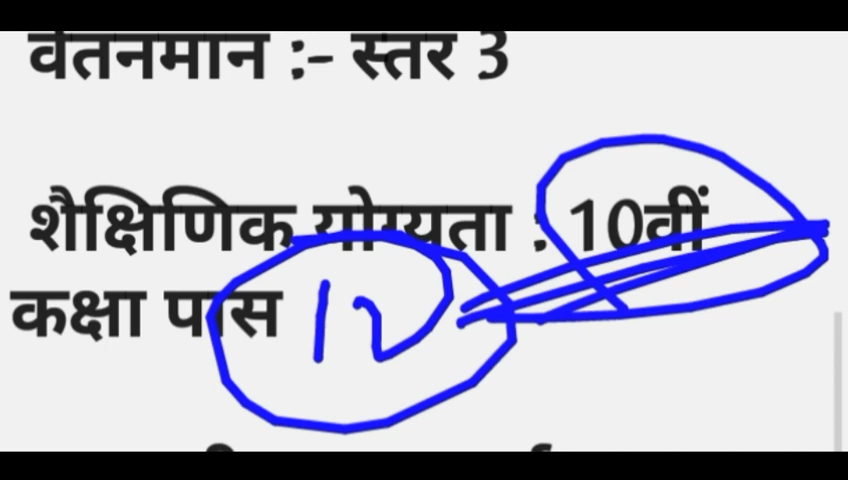 वेतनमान :- स्तर 3
शैक्षिणिक योग्यता : 10वीं
कक्षा पास 12